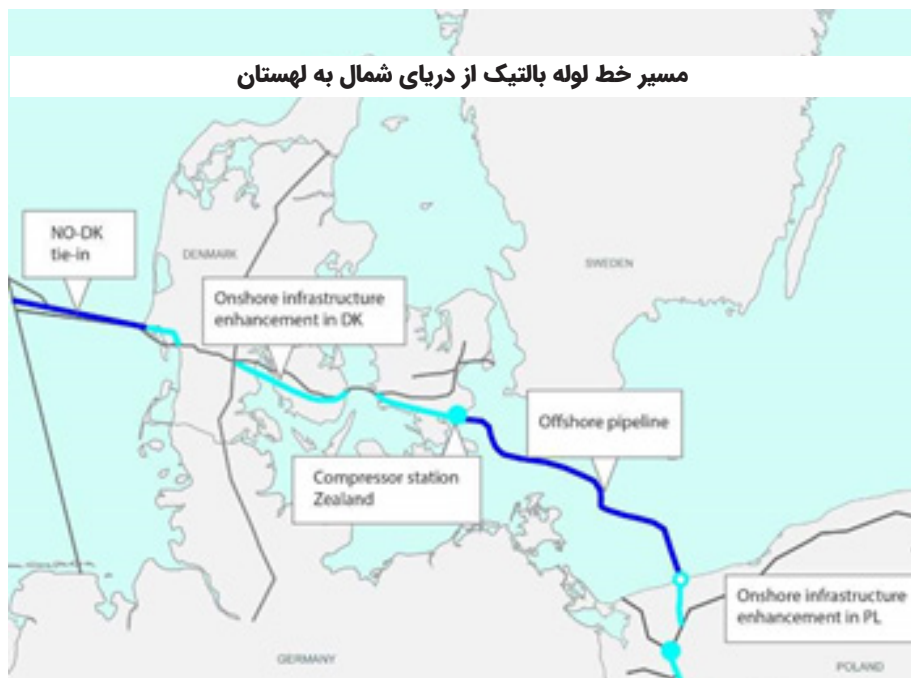 مسیر خط لوله بالتیک از دریای شمال به لهستان
NO-DK
tie-in
DENMARK
SWEDEN
Onshore infrastructure
enhancement in DK
Offshore pipeline
Compressor station
Zealand
Onshore infrastructure
enhancement in PL
GERMANY
POLAND